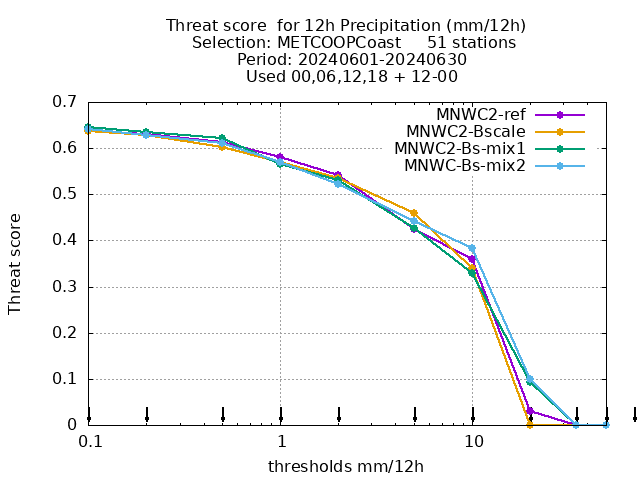 Threat score  for 12h Precipitation (mm/12h)
Selection: METCOOPCoast     51 stations
Period: 20240601-20240630
Used 00,06,12,18 + 12-00
MNWC2-ref
MNWC2-Bscale
MNWC2-Bs-mix1
MNWC-Bs-mix2
0.7
0.6
0.5
0.4
0.3
0.2
0.1
0
Threat score
0.1
1
10
thresholds mm/12h